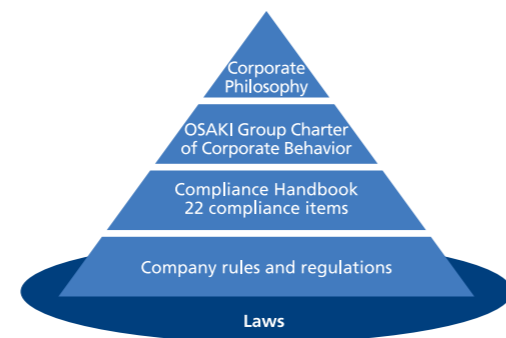 Corporate
Philosophy
OSAKI Group Charter
of Corporate Behavior
Compliance Handbook
22 compliance items
Company rules and regulations
Laws